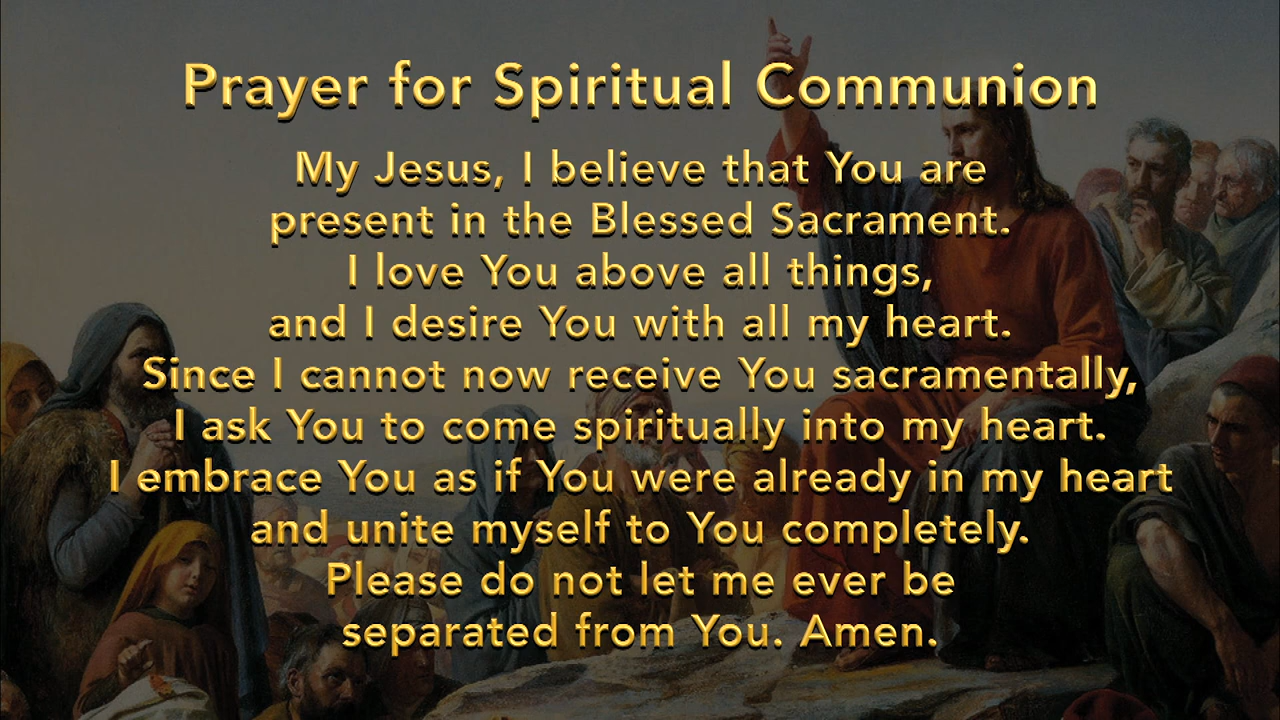 Prayer for Spiritual Communion
My Jesus, I believe that You are
present in the Blessed Sacrament.
I love You above all things,
and I desire You with all my heart.
Since I cannot now receive You sacramentally,
I ask You to come spiritually into my heart.
I embrace You as if You were already in my heart
and unite myself to You completely.
Please do not let me ever be
separated from You. Amen.